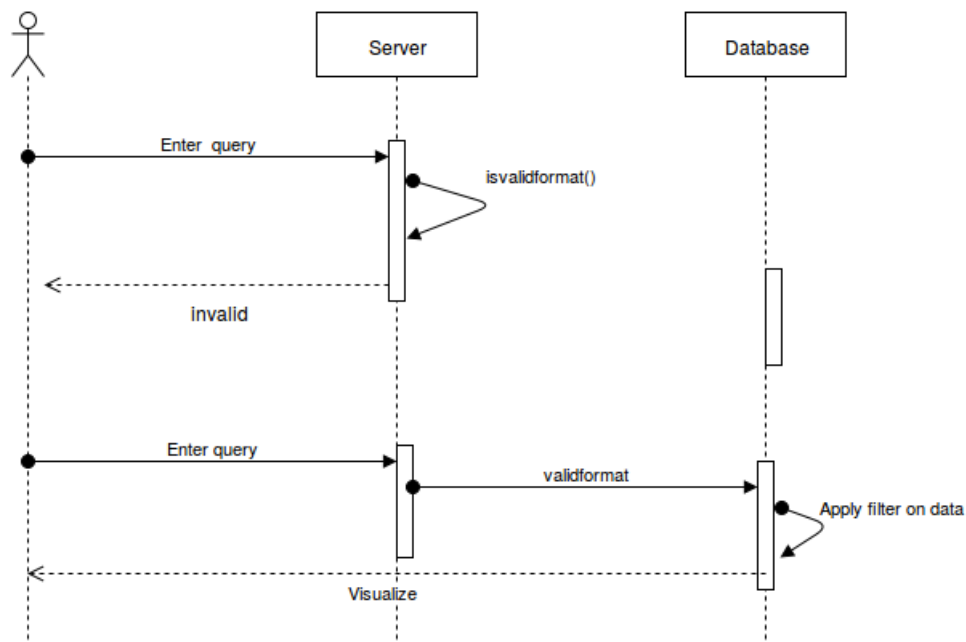 Server
Database
Enter query
isvalidformat()
invalid
Enter query
validformat
Apply filter on data
Visualize